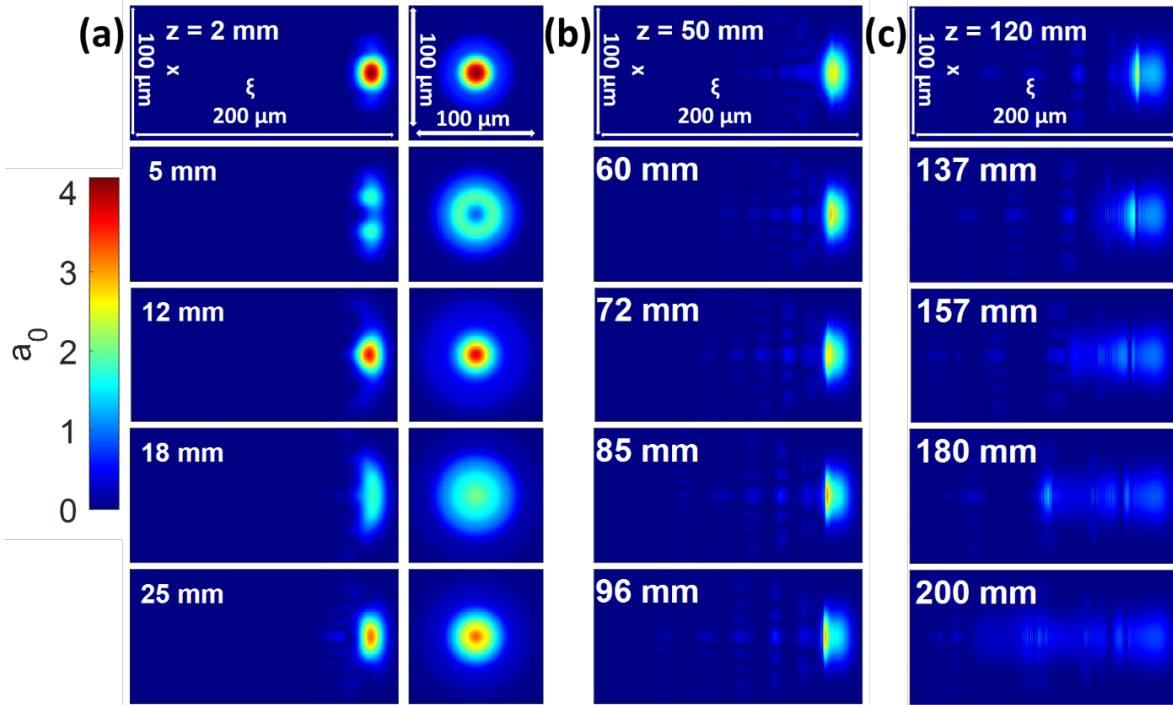 (a)
z = 2 mm
100 µm
x
ξ
200 µm
100 µm
100 µm
5 mm
12 mm
18 mm
25 mm
4
3
2
1
0
a0
(b)
z = 50 mm
100 µm
x
ξ
200 µm
60 mm
72 mm
85 mm
96 mm
(c)
z = 120 mm
100 µm
x
ξ
200 µm
137 mm
157 mm
180 mm
200 mm